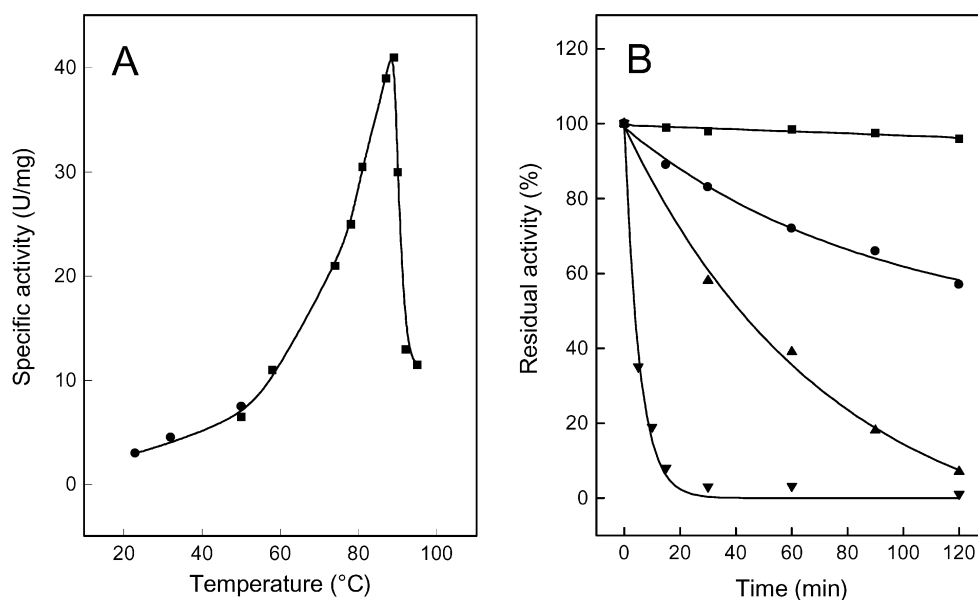 A
B
Specific activity (U/mg)
40
30
20
10
0
20 40 60 80 100
Temperature (°C)
Residual activity (%)
120
100
80
60
40
20
0
0 20 40 60 80 100 120
Time (min)